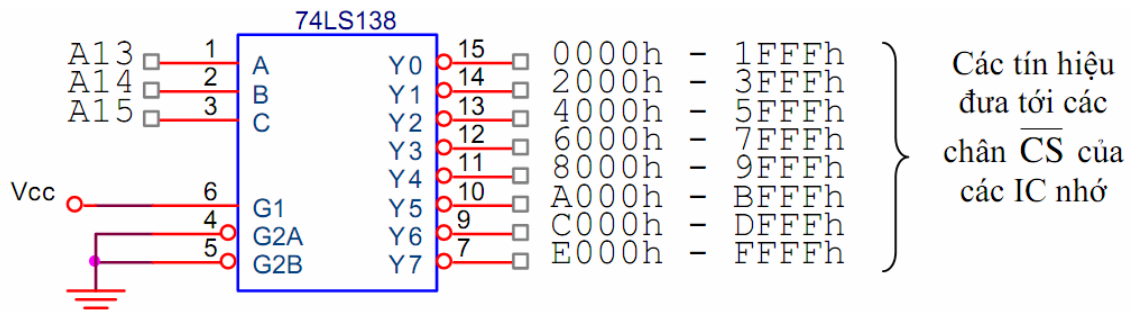 74LS138
A13 1 A Y0 15 0000h - 1FFFh
A14 2 B Y1 14 2000h - 3FFFh
A15 3 C Y2 13 4000h - 5FFFh
Y3 12 6000h - 7FFFh
Y4 11 8000h - 9FFFh
Vcc 6 G1 Y5 10 A000h - BFFFh
4 G2A Y6 9 C000h - DFFFh
5 G2B Y7 7 E000h - FFFFh
Các tín hiệu
đưa tới các
chân C̅S̅ của
các IC nhớ